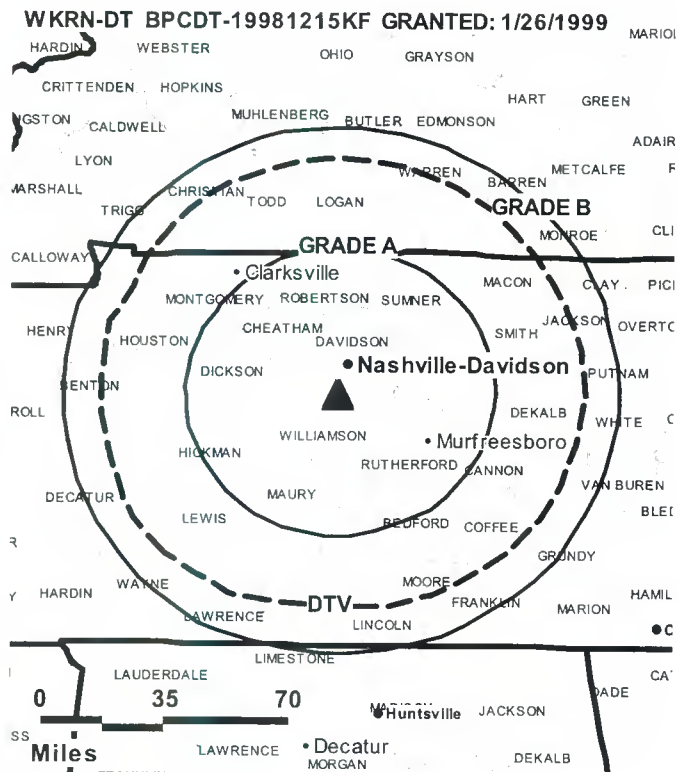 WKRN-DT BPCDT-19981215KF GRANTED: 1/26/1999
HARDIN WEBSTER OHIO GRAYSON
CRITTENDEN HOPKINS HART GREEN
CALDWELL MUHLENBERG BUTLER EDMONSON
LYON ADAIR
MARSHALL CHRISTIAN TODD LOGAN WARREN BARREN METCALFE
TRIGG GRADE B
MONROE
CALLOWAY GRADE A
Clarksville
MONTGOMERY ROBERTSON SUMNER MACON CLAY
HENRY HOUSTON CHEATHAM DAVIDSON SMITH JACKSON
Nashville-Davidson
BENTON DICKSON PUTNAM
DEKALB WHITE
WILLIAMSON Murfreesboro
HICKMAN RUTHERFORD CANNON
DECATUR MAURY VAN BUREN
LEWIS BEDFORD COFFEE
GRUNDY
HARDIN WAYNE MOORE
DTV FRANKLIN MARION
LAWRENCE LINCOLN
LIMESTONE
LAUDERDALE
0 35 70
Huntsville JACKSON DADE
Miles LAWRENCE Decatur
MORGAN DEKALB